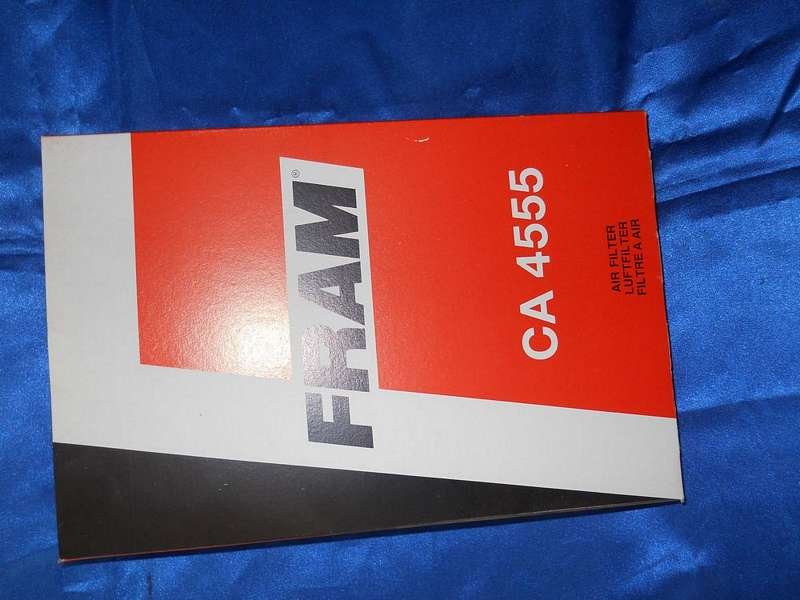 FRAM®
CA 4555
AIR FILTER
LUFTFILTER
FILTRE A AIR